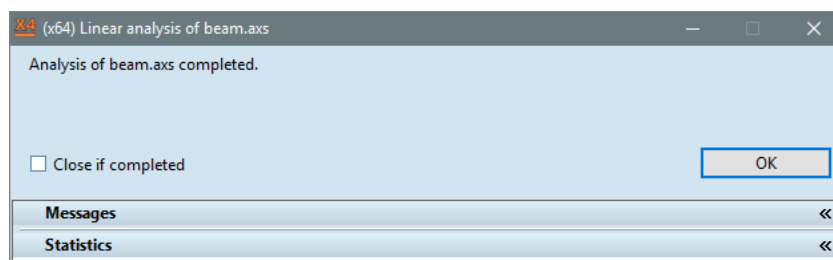 X4 (x64) Linear analysis of beam.axs
Analysis of beam.axs completed.
Close if completed
OK
Messages
Statistics